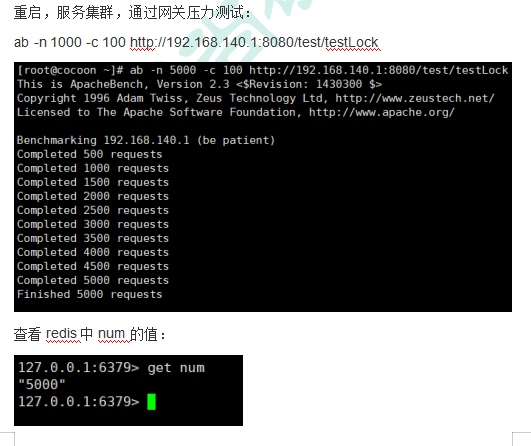 重启，服务集群，通过网关压力测试：
ab -n 1000 -c 100 http://192.168.140.1:8080/test/testLock
[root@cocoon ~]# ab -n 5000 -c 100 http://192.168.140.1:8080/test/testLock
This is ApacheBench, Version 2.3 <$Revision: 1430300 $>
Copyright 1996 Adam Twiss, Zeus Technology Ltd, http://www.zeustech.net/
Licensed to The Apache Software Foundation, http://www.apache.org/
Benchmarking 192.168.140.1 (be patient)
Completed 500 requests
Completed 1000 requests
Completed 1500 requests
Completed 2000 requests
Completed 2500 requests
Completed 3000 requests
Completed 3500 requests
Completed 4000 requests
Completed 4500 requests
Completed 5000 requests
Finished 5000 requests
查看 redis 中 num 的值：
127.0.0.1:6379> get num
"5000"
127.0.0.1:6379>